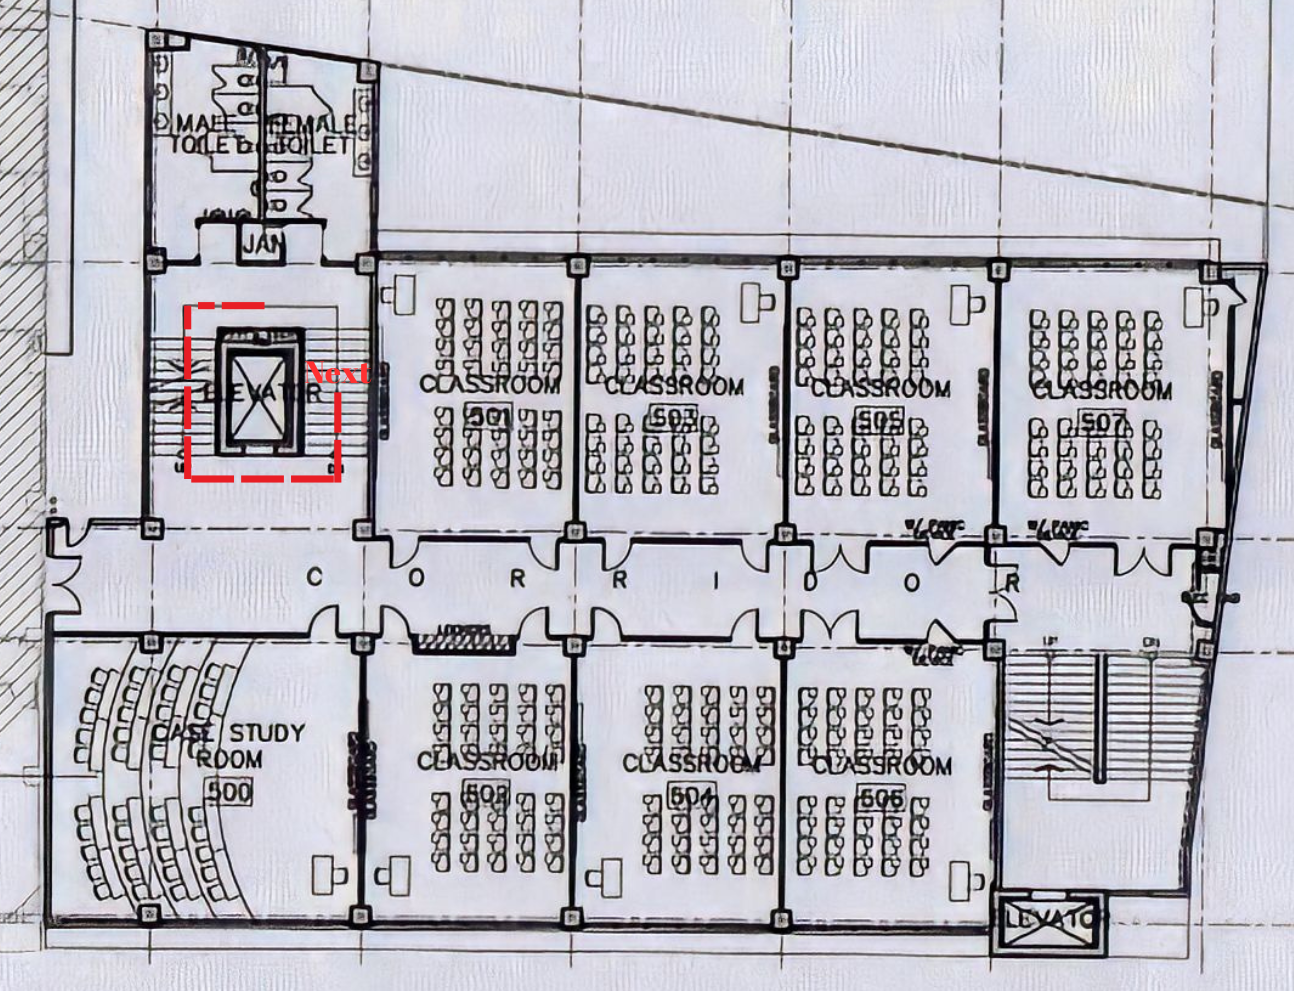 MALE
TOILET
FEMALE
TOILET
JAN
ELEVATOR
Next
CLASSROOM
501
CLASSROOM
503
CLASSROOM
505
CLASSROOM
507
C O R R I D O R
CASE STUDY
ROOM
500
CLASSROOM
502
CLASSROOM
504
CLASSROOM
ELEVATOR